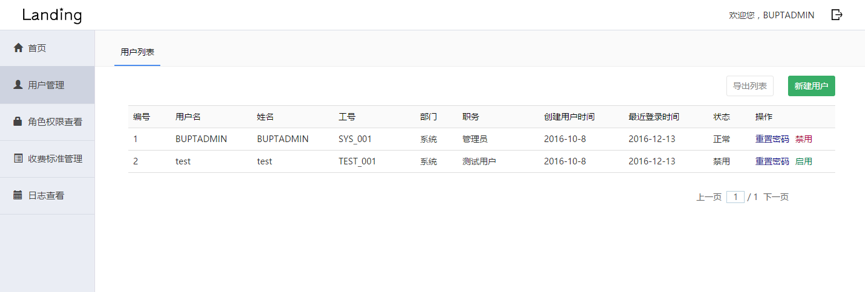 Landing
欢迎您，BUPTADMIN
首页
用户管理
角色权限查看
收费标准管理
日志查看
用户列表
导出列表 新建用户
编号 用户名 姓名 工号 部门 职务 创建用户时间 最近登录时间 状态 操作
1 BUPTADMIN BUPTADMIN SYS_001 系统 管理员 2016-10-8 2016-12-13 正常 重置密码 禁用
2 test test TEST_001 系统 测试用户 2016-10-8 2016-12-13 禁用 重置密码 启用
上一页 1 / 1 下一页